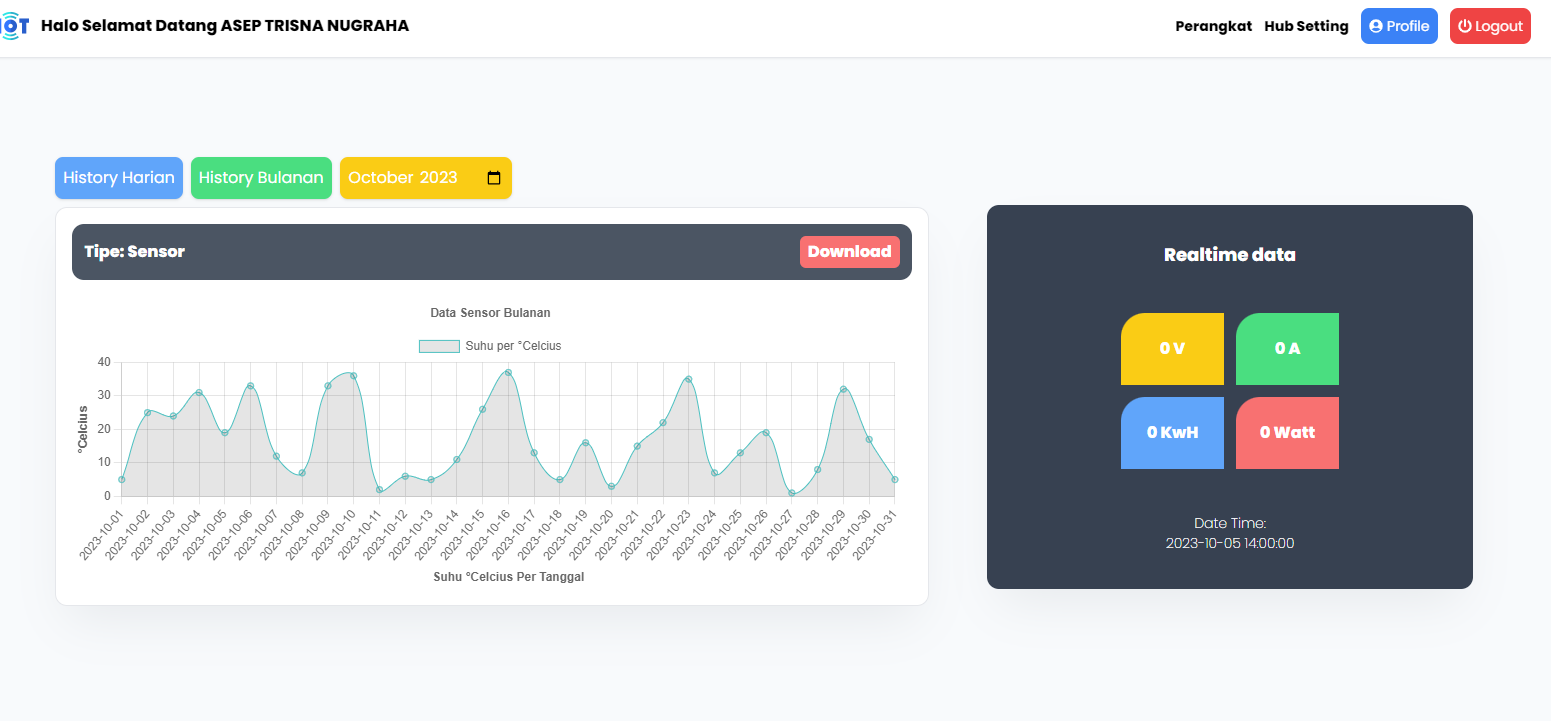 IOT
Halo Selamat Datang ASEP TRISNA NUGRAHA
Perangkat
Hub Setting
Profile
Logout
History Harian
History Bulanan
October 2023
Tipe: Sensor
Download
Data Sensor Bulanan
Suhu per °Celcius
°Celcius
40
30
20
10
0
2023-10-01
2023-10-02
2023-10-03
2023-10-04
2023-10-05
2023-10-06
2023-10-07
2023-10-08
2023-10-09
2023-10-10
2023-10-11
2023-10-12
2023-10-13
2023-10-14
2023-10-15
2023-10-16
2023-10-17
2023-10-18
2023-10-19
2023-10-20
2023-10-21
2023-10-22
2023-10-23
2023-10-24
2023-10-25
2023-10-26
2023-10-27
2023-10-28
2023-10-29
2023-10-30
2023-10-31
Suhu °Celcius Per Tanggal
Realtime data
0 V
0 A
0 KwH
0 Watt
Date Time:
2023-10-05 14:00:00